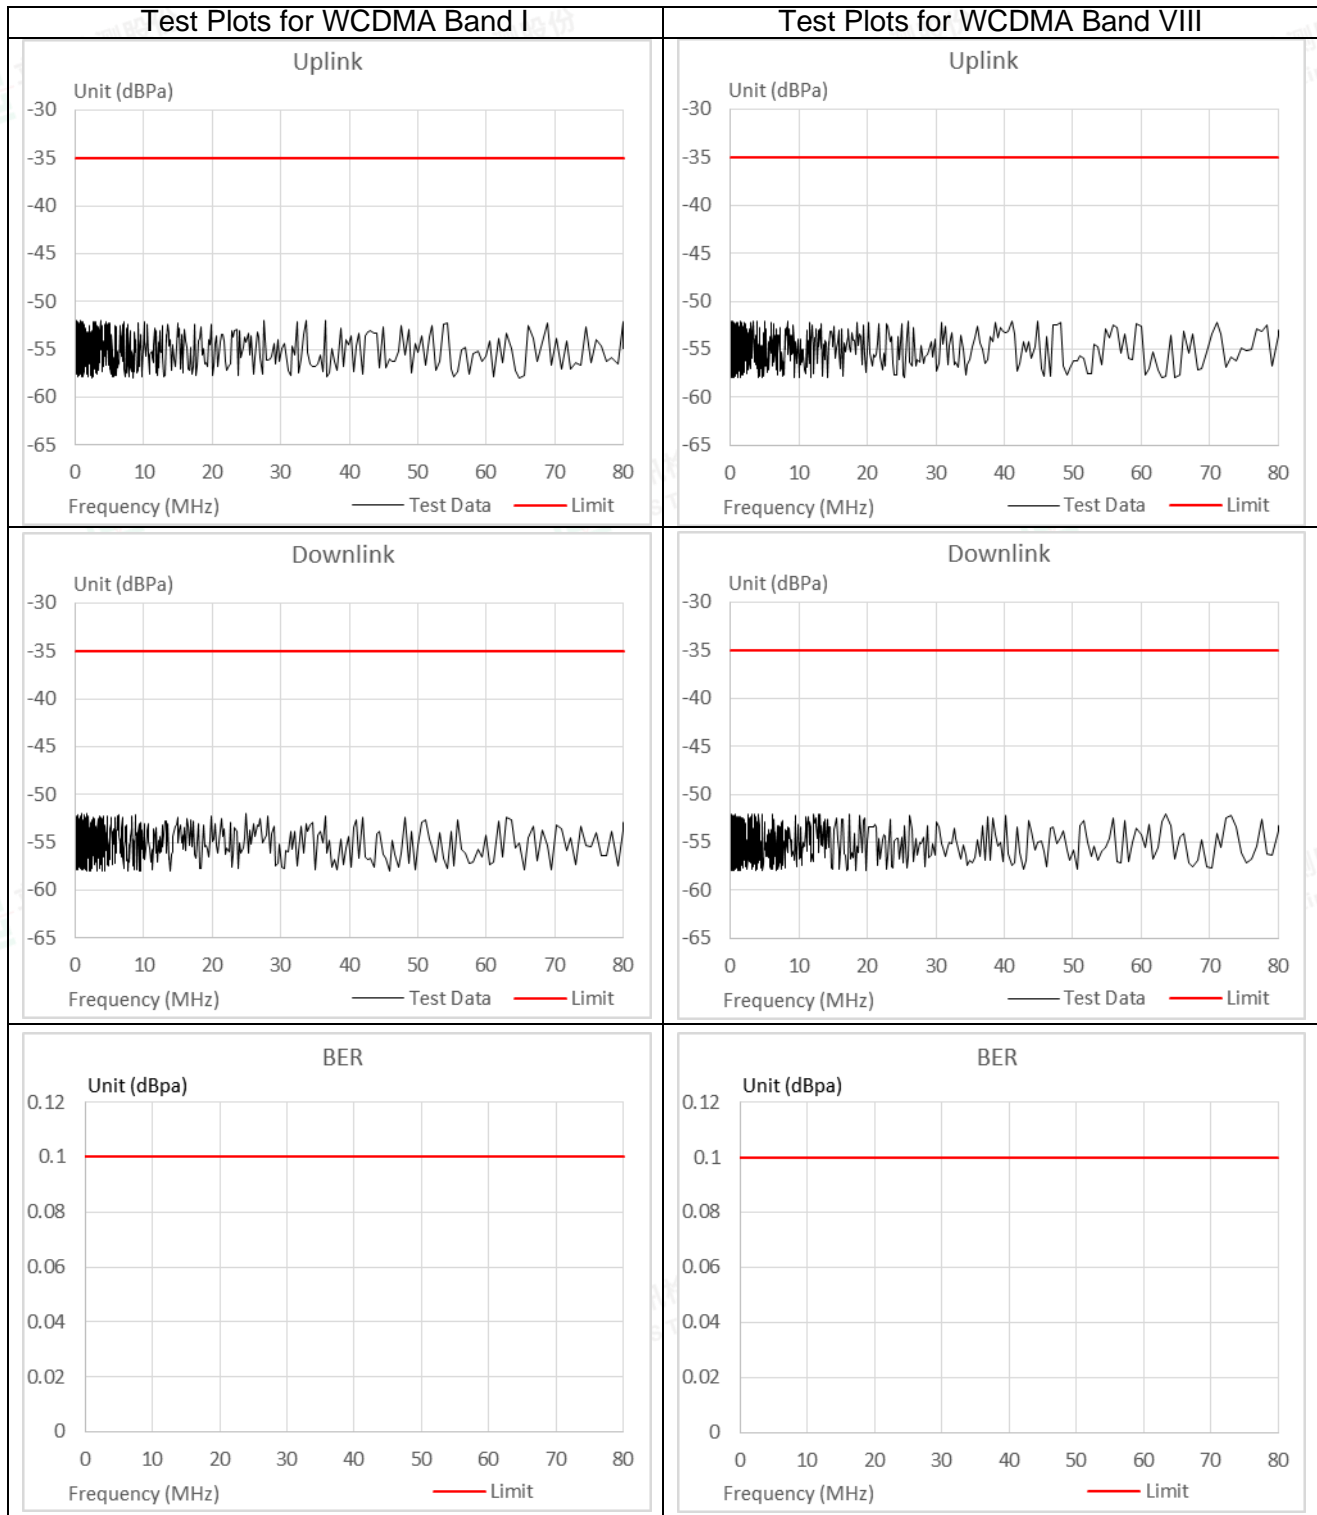 Test Plots for WCDMA Band I
Test Plots for WCDMA Band VIII
Uplink
Unit (dBPa)
-30
-35
-40
-45
-50
-55
-60
-65
0 10 20 30 40 50 60 70 80
Frequency (MHz) Test Data Limit
Uplink
Unit (dBPa)
-30
-35
-40
-45
-50
-55
-60
-65
0 10 20 30 40 50 60 70 80
Frequency (MHz) Test Data Limit
Downlink
Unit (dBPa)
-30
-35
-40
-45
-50
-55
-60
-65
0 10 20 30 40 50 60 70 80
Frequency (MHz) Test Data Limit
Downlink
Unit (dBPa)
-30
-35
-40
-45
-50
-55
-60
-65
0 10 20 30 40 50 60 70 80
Frequency (MHz) Test Data Limit
BER
Unit (dBpa)
0.12
0.1
0.08
0.06
0.04
0.02
0
0 10 20 30 40 50 60 70 80
Frequency (MHz) Limit
BER
Unit (dBpa)
0.12
0.1
0.08
0.06
0.04
0.02
0
0 10 20 30 40 50 60 70 80
Frequency (MHz) Limit